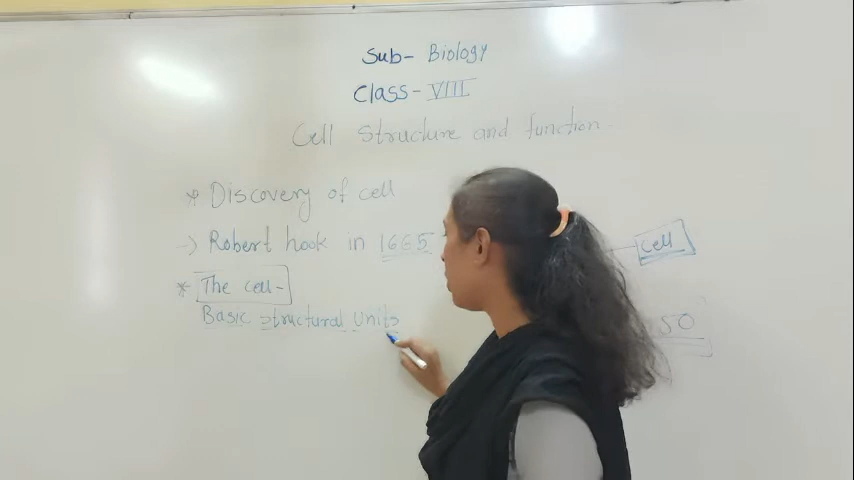 Sub- Biology
Class- VIII
Cell Structure and function
* Discovery of cell
-> Robert hook in 1665
cell
* The cell-
Basic structural units
50